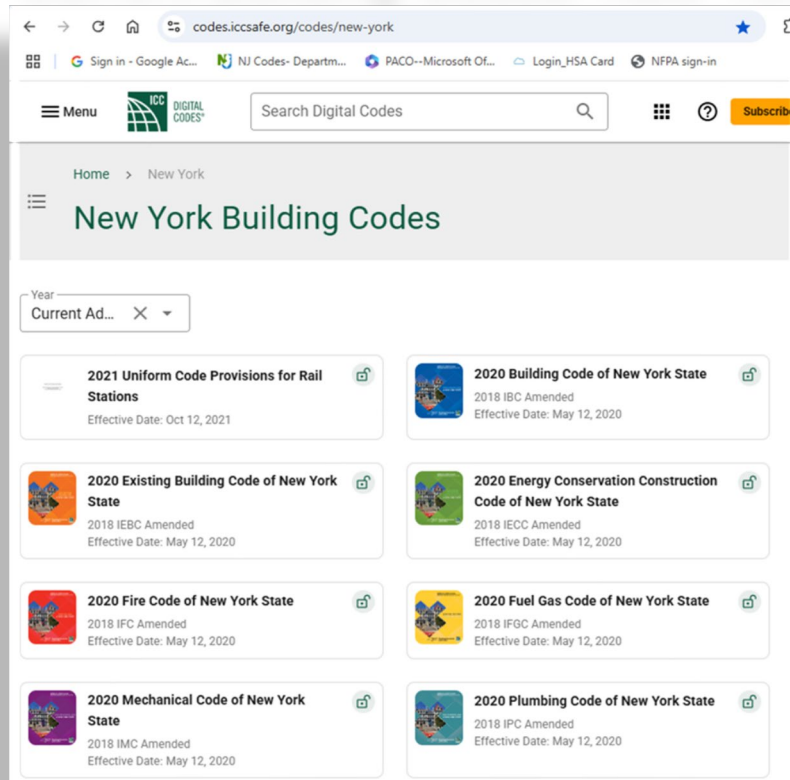 codes.iccsafe.org/codes/new-york
Sign in - Google Ac...
NJ Codes- Departm...
PACO--Microsoft Of...
Login_HSA Card
NFPA sign-in
Menu
ICC
DIGITAL
CODES®
Search Digital Codes
Subscrib
Home > New York
New York Building Codes
Year
Current Ad...
2021 Uniform Code Provisions for Rail
Stations
Effective Date: Oct 12, 2021
2020 Building Code of New York State
2018 IBC Amended
Effective Date: May 12, 2020
2020 Existing Building Code of New York
State
2018 IEBC Amended
Effective Date: May 12, 2020
2020 Energy Conservation Construction
Code of New York State
2018 IECC Amended
Effective Date: May 12, 2020
2020 Fire Code of New York State
2018 IFC Amended
Effective Date: May 12, 2020
2020 Fuel Gas Code of New York State
2018 IFGC Amended
Effective Date: May 12, 2020
2020 Mechanical Code of New York
State
2018 IMC Amended
Effective Date: May 12, 2020
2020 Plumbing Code of New York State
2018 IPC Amended
Effective Date: May 12, 2020